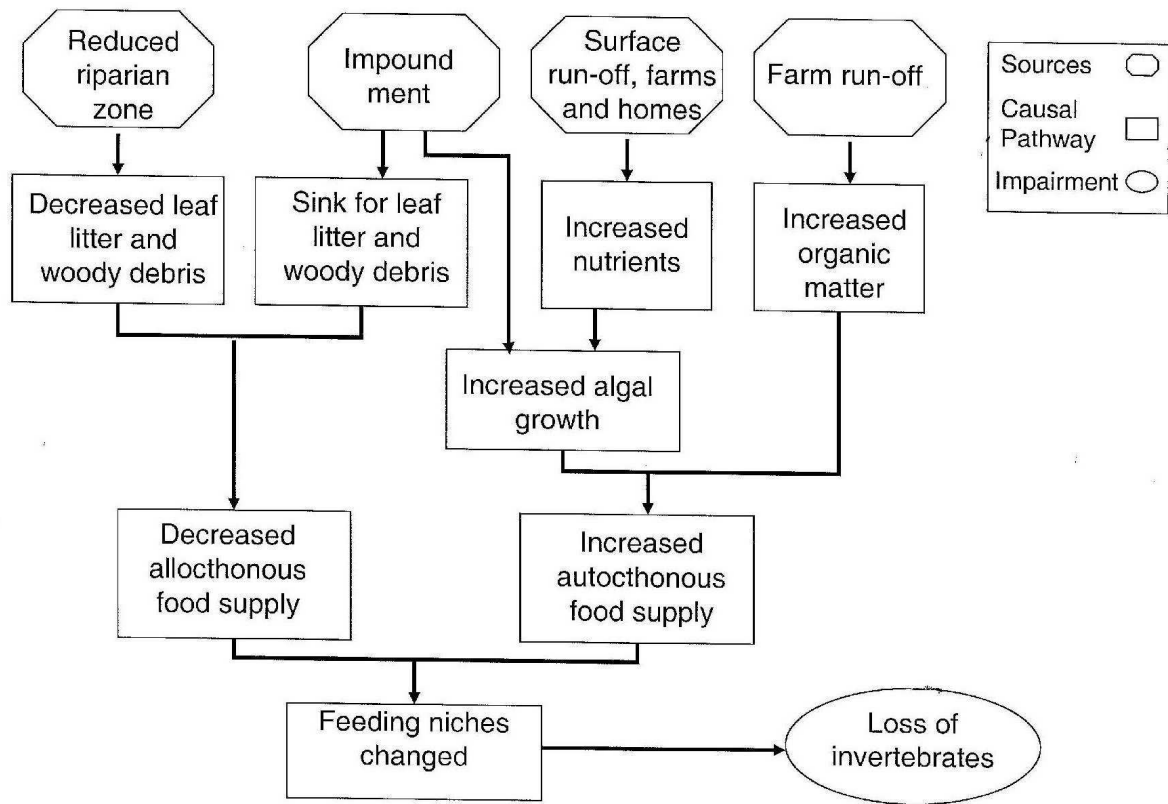 Reduced
riparian
zone
Impound
ment
Surface
run-off, farms
and homes
Farm run-off
Sources
Causal
Pathway
Impairment
Decreased leaf
litter and
woody debris
Sink for leaf
litter and
woody debris
Increased
nutrients
Increased
organic
matter
Increased algal
growth
Decreased
allocthonous
food supply
Increased
autocthonous
food supply
Feeding niches
changed
Loss of
invertebrates